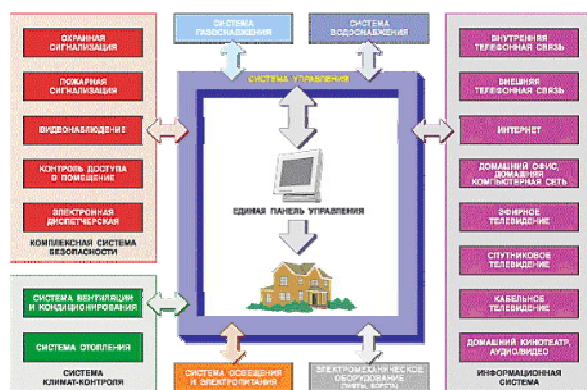 ОХРАННАЯ
СИГНАЛИЗАЦИЯ
ПОЖАРНАЯ
СИГНАЛИЗАЦИЯ
ВИДЕОНАБЛЮДЕНИЕ
КОНТРОЛЬ ДОСТУПА
В ПОМЕЩЕНИЕ
ЭЛЕКТРОННАЯ
ДИСПЕТЧЕРСКАЯ
КОМПЛЕКСНАЯ СИСТЕМА
БЕЗОПАСНОСТИ
СИСТЕМА ВЕНТИЛЯЦИИ
И КОНДИЦИОНИРОВАНИЯ
СИСТЕМА ОТОПЛЕНИЯ
СИСТЕМА
КЛИМАТ-КОНТРОЛЯ
СИСТЕМА
ГАЗОСНАБЖЕНИЯ
СИСТЕМА
ВОДОСНАБЖЕНИЯ
СИСТЕМА УПРАВЛЕНИЯ
ЕДИНАЯ ПАНЕЛЬ УПРАВЛЕНИЯ
СИСТЕМА ОСВЕЩЕНИЯ
И ЭЛЕКТРОПИТАНИЯ
ЭЛЕКТРОМЕХАНИЧЕСКОЕ
ОБОРУДОВАНИЕ
(ЛИФТЫ, ВОРОТА)
ВНУТРЕННЯЯ
ТЕЛЕФОННАЯ СВЯЗЬ
ВНЕШНЯЯ
ТЕЛЕФОННАЯ СВЯЗЬ
ИНТЕРНЕТ
ДОМАШНИЙ ОФИС,
ДОМАШНЯЯ
КОМПЬЮТЕРНАЯ СЕТЬ
ЭФИРНОЕ
ТЕЛЕВИДЕНИЕ
СПУТНИКОВОЕ
ТЕЛЕВИДЕНИЕ
КАБЕЛЬНОЕ
ТЕЛЕВИДЕНИЕ
ДОМАШНИЙ КИНОТЕАТР,
АУДИО/ВИДЕО
ИНФОРМАЦИОННАЯ
СИСТЕМА